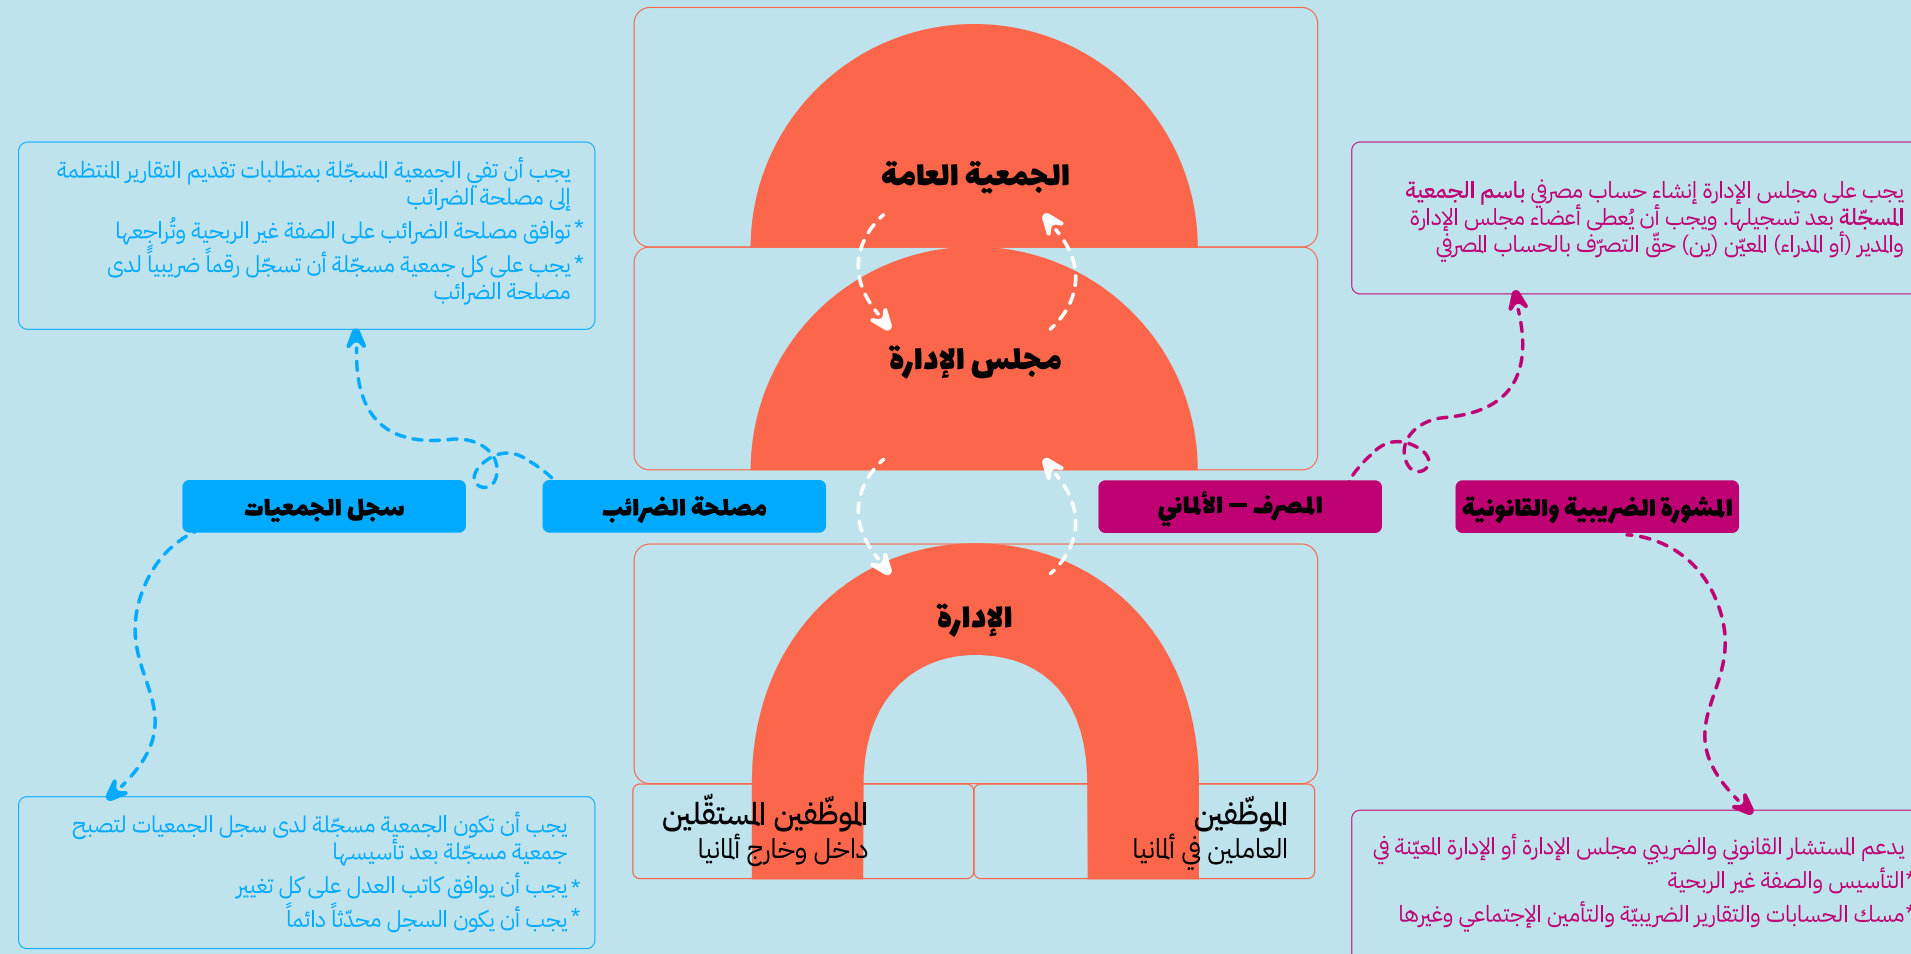 الجمعية العامة
مجلس الإدارة
الإدارة
الموظّفين
العاملين في ألمانيا
الموظّفين المستقّلين
داخل وخارج ألمانيا
يجب على مجلس الإدارة إنشاء حساب مصرفي باسم الجمعية
المسجّلة بعد تسجيلها. ويجب أن يُعطى أعضاء مجلس الإدارة
والمدير (أو المدراء) المعيّن (ين) حقّ التصرّف بالحساب المصرفي
المشورة الضريبية والقانونية
المصرف – الألماني
يدعم المستشار القانوني والضريبي مجلس الإدارة أو الإدارة المعيّنة في
*التأسيس والصفة غير الربحية
*مسك الحسابات والتقارير الضريبيّة والتأمين الإجتماعي وغيرها
يجب أن تفي الجمعية المسجّلة بمتطلبات تقديم التقارير المنتظمة
إلى مصلحة الضرائب
*توافق مصلحة الضرائب على الصفة غير الربحية وتُراجعها
*يجب على كل جمعية مسجّلة أن تسجّل رقماً ضريبياً لدى
مصلحة الضرائب
مصلحة الضرائب
سجل الجمعيات
يجب أن تكون الجمعية مسجّلة لدى سجل الجمعيات لتصبح
جمعية مسجّلة بعد تأسيسها
*يجب أن يوافق كاتب العدل على كل تغيير
*يجب أن يكون السجل محدّثاً دائماً